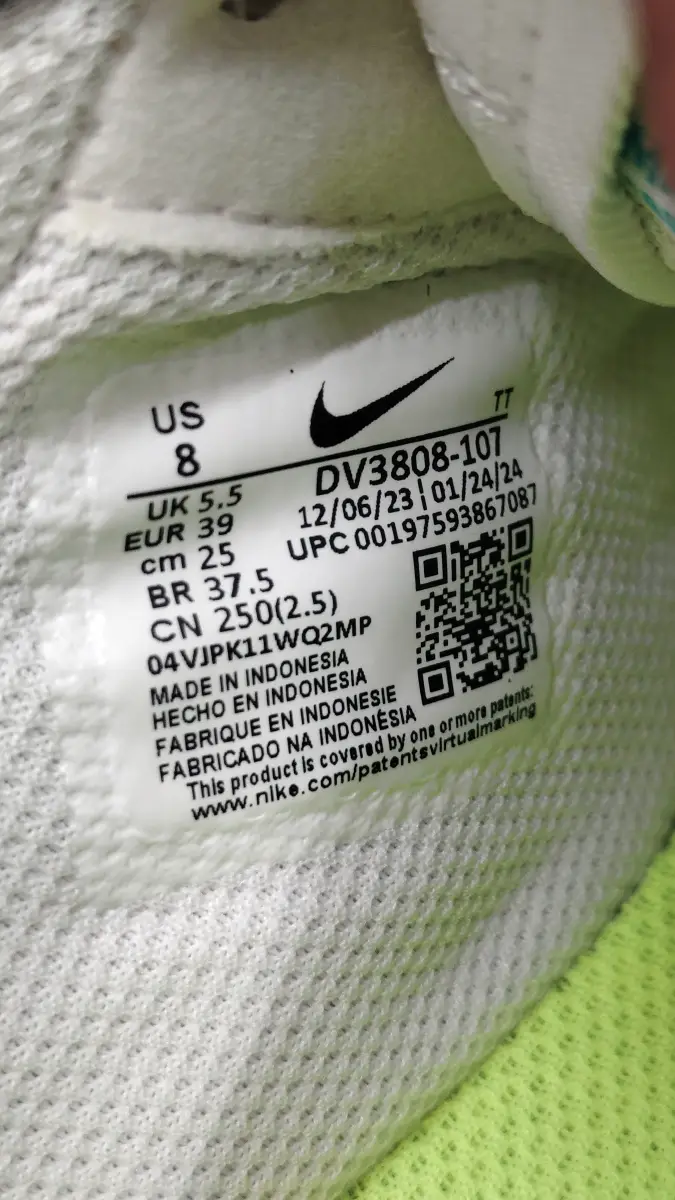 US
8
TT
DV3808-107
UK 5.5
12/06/23 | 01/24/24
EUR 39
UPC 00197593867087
cm 25
BR 37.5
CN 250(2.5)
04VJPK11WQ2MP
MADE IN INDONESIA
HECHO EN INDONESIA
FABRIQUE EN INDONESIE
FABRICADO NA INDONÉSIA
This product is covered by one or more patents:
www.nike.com/patentsvirtualmarking